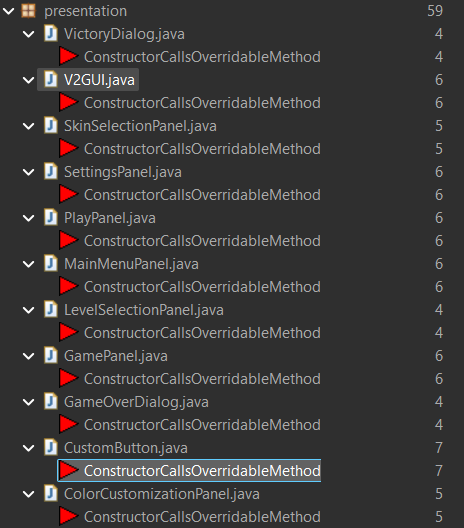 presentation 59
VictoryDialog.java 4
ConstructorCallsOverridableMethod 4
V2GUI.java 6
ConstructorCallsOverridableMethod 6
SkinSelectionPanel.java 5
ConstructorCallsOverridableMethod 5
SettingsPanel.java 6
ConstructorCallsOverridableMethod 6
PlayPanel.java 6
ConstructorCallsOverridableMethod 6
MainMenuPanel.java 6
ConstructorCallsOverridableMethod 6
LevelSelectionPanel.java 4
ConstructorCallsOverridableMethod 4
GamePanel.java 6
ConstructorCallsOverridableMethod 6
GameOverDialog.java 4
ConstructorCallsOverridableMethod 4
CustomButton.java 7
ConstructorCallsOverridableMethod 7
ColorCustomizationPanel.java 5
ConstructorCallsOverridableMethod 5